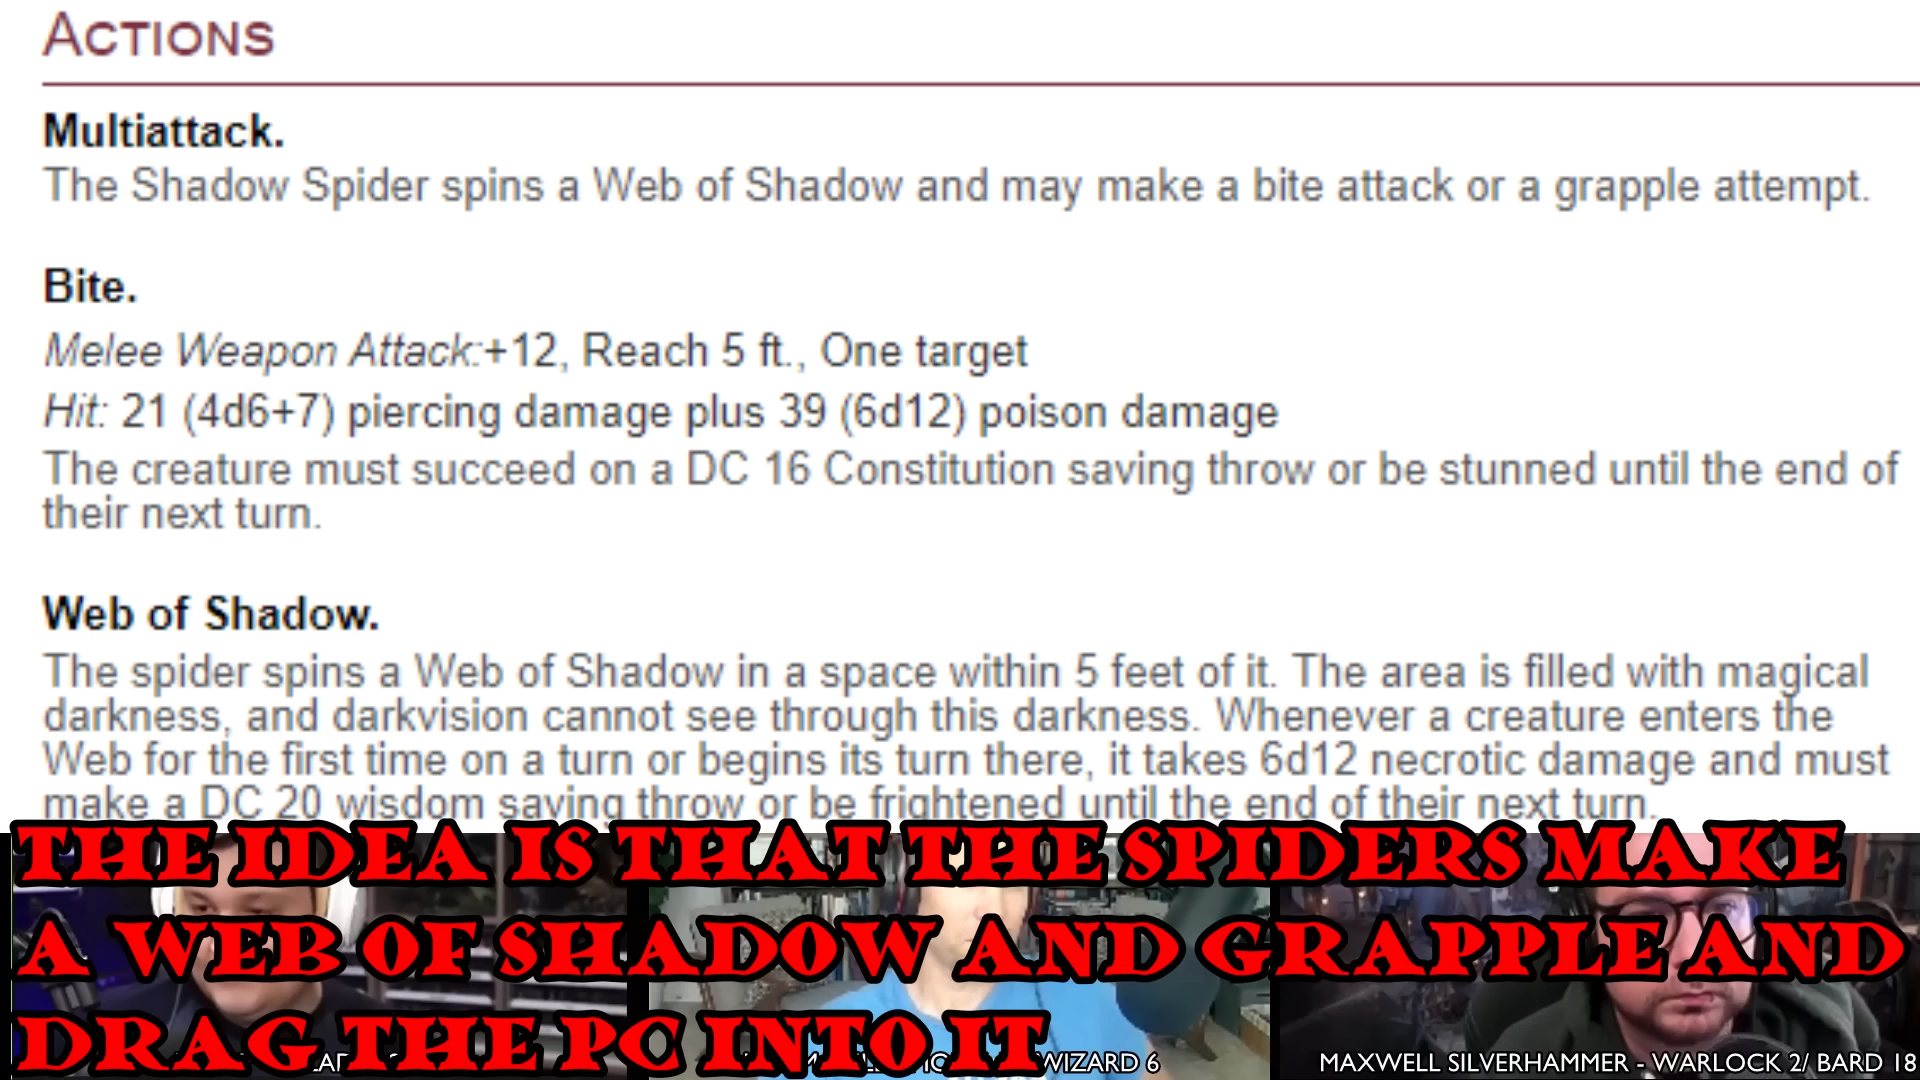 ACTIONS
Multiattack.
The Shadow Spider spins a Web of Shadow and may make a bite attack or a grapple attempt.
Bite.
Melee Weapon Attack:+12, Reach 5 ft., One target
Hit: 21 (4d6+7) piercing damage plus 39 (6d12) poison damage
The creature must succeed on a DC 16 Constitution saving throw or be stunned until the end of
their next turn.
Web of Shadow.
The spider spins a Web of Shadow in a space within 5 feet of it. The area is filled with magical
darkness, and darkvision cannot see through this darkness. Whenever a creature enters the
Web for the first time on a turn or begins its turn there, it takes 6d12 necrotic damage and must
make a DC 20 wisdom saving throw or be frightened until the end of their next turn.
THE IDEA IS THAT THE SPIDERS MAKE
A WEB OF SHADOW AND GRAPPLE AND
DRAG THE PC INTO IT
WIZARD 6
MAXWELL SILVERHAMMER - WARLOCK 2/ BARD 18